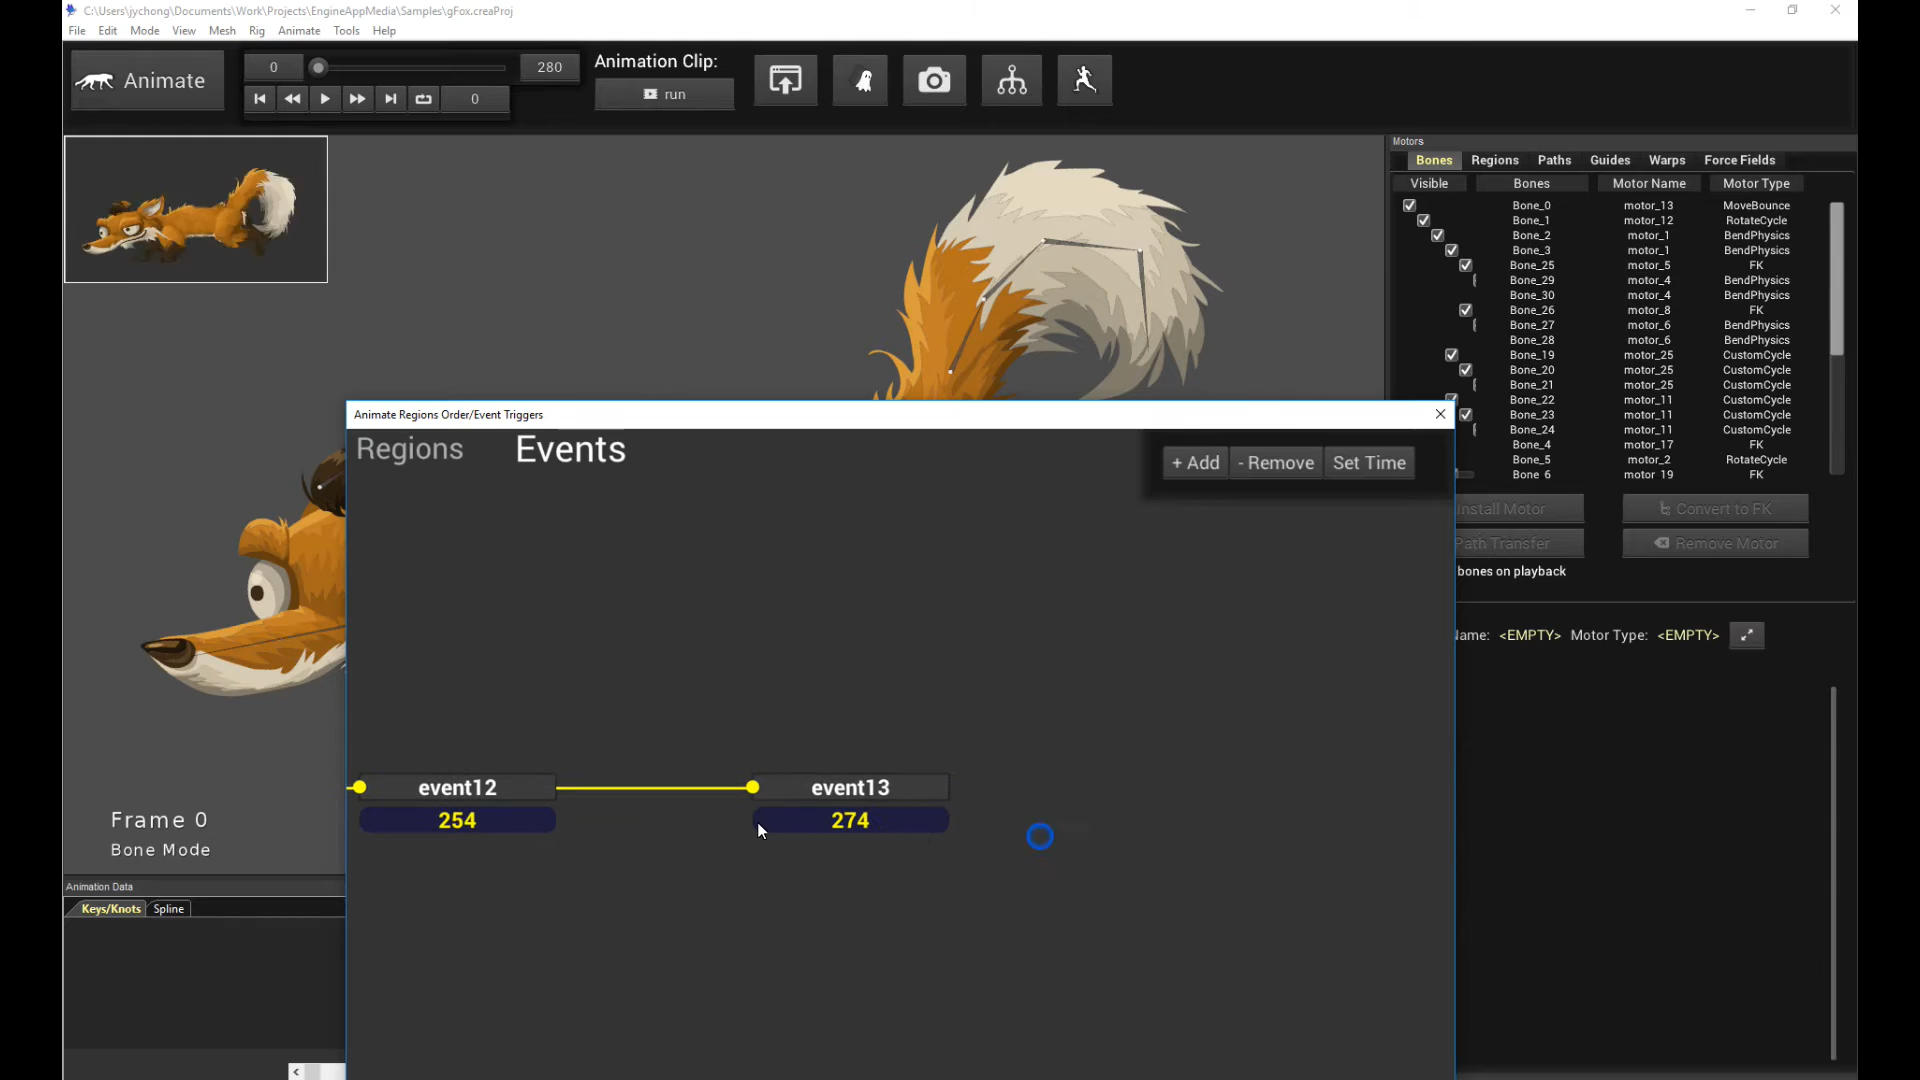 C:\Users\jychong\Documents\Work\Projects\EngineAppMedia\Samples\gFox.creaProj
File Edit Mode View Mesh Rig Animate Tools Help
Animate
0 280
0
Animation Clip:
run
Motors
Bones Regions Paths Guides Warps Force Fields
Visible Bones Motor Name Motor Type
Bone_0 motor_13 MoveBounce
Bone_1 motor_12 RotateCycle
Bone_2 motor_1 BendPhysics
Bone_3 motor_1 BendPhysics
Bone_25 motor_5 FK
Bone_29 motor_4 BendPhysics
Bone_30 motor_4 BendPhysics
Bone_26 motor_8 FK
Bone_27 motor_6 BendPhysics
Bone_28 motor_6 BendPhysics
Bone_19 motor_25 CustomCycle
Bone_20 motor_25 CustomCycle
Bone_21 motor_25 CustomCycle
Bone_22 motor_11 CustomCycle
Bone_23 motor_11 CustomCycle
Bone_24 motor_11 CustomCycle
Bone_4 motor_17 FK
Bone_5 motor_2 RotateCycle
Bone_6 motor_19 FK
Install Motor Convert to FK
Path Transfer Remove Motor
bones on playback
Name: <EMPTY> Motor Type: <EMPTY>
Animate Regions Order/Event Triggers
Regions Events
+ Add - Remove Set Time
event12 event13
254 274
Frame 0
Bone Mode
Animation Data
Keys/Knots Spline